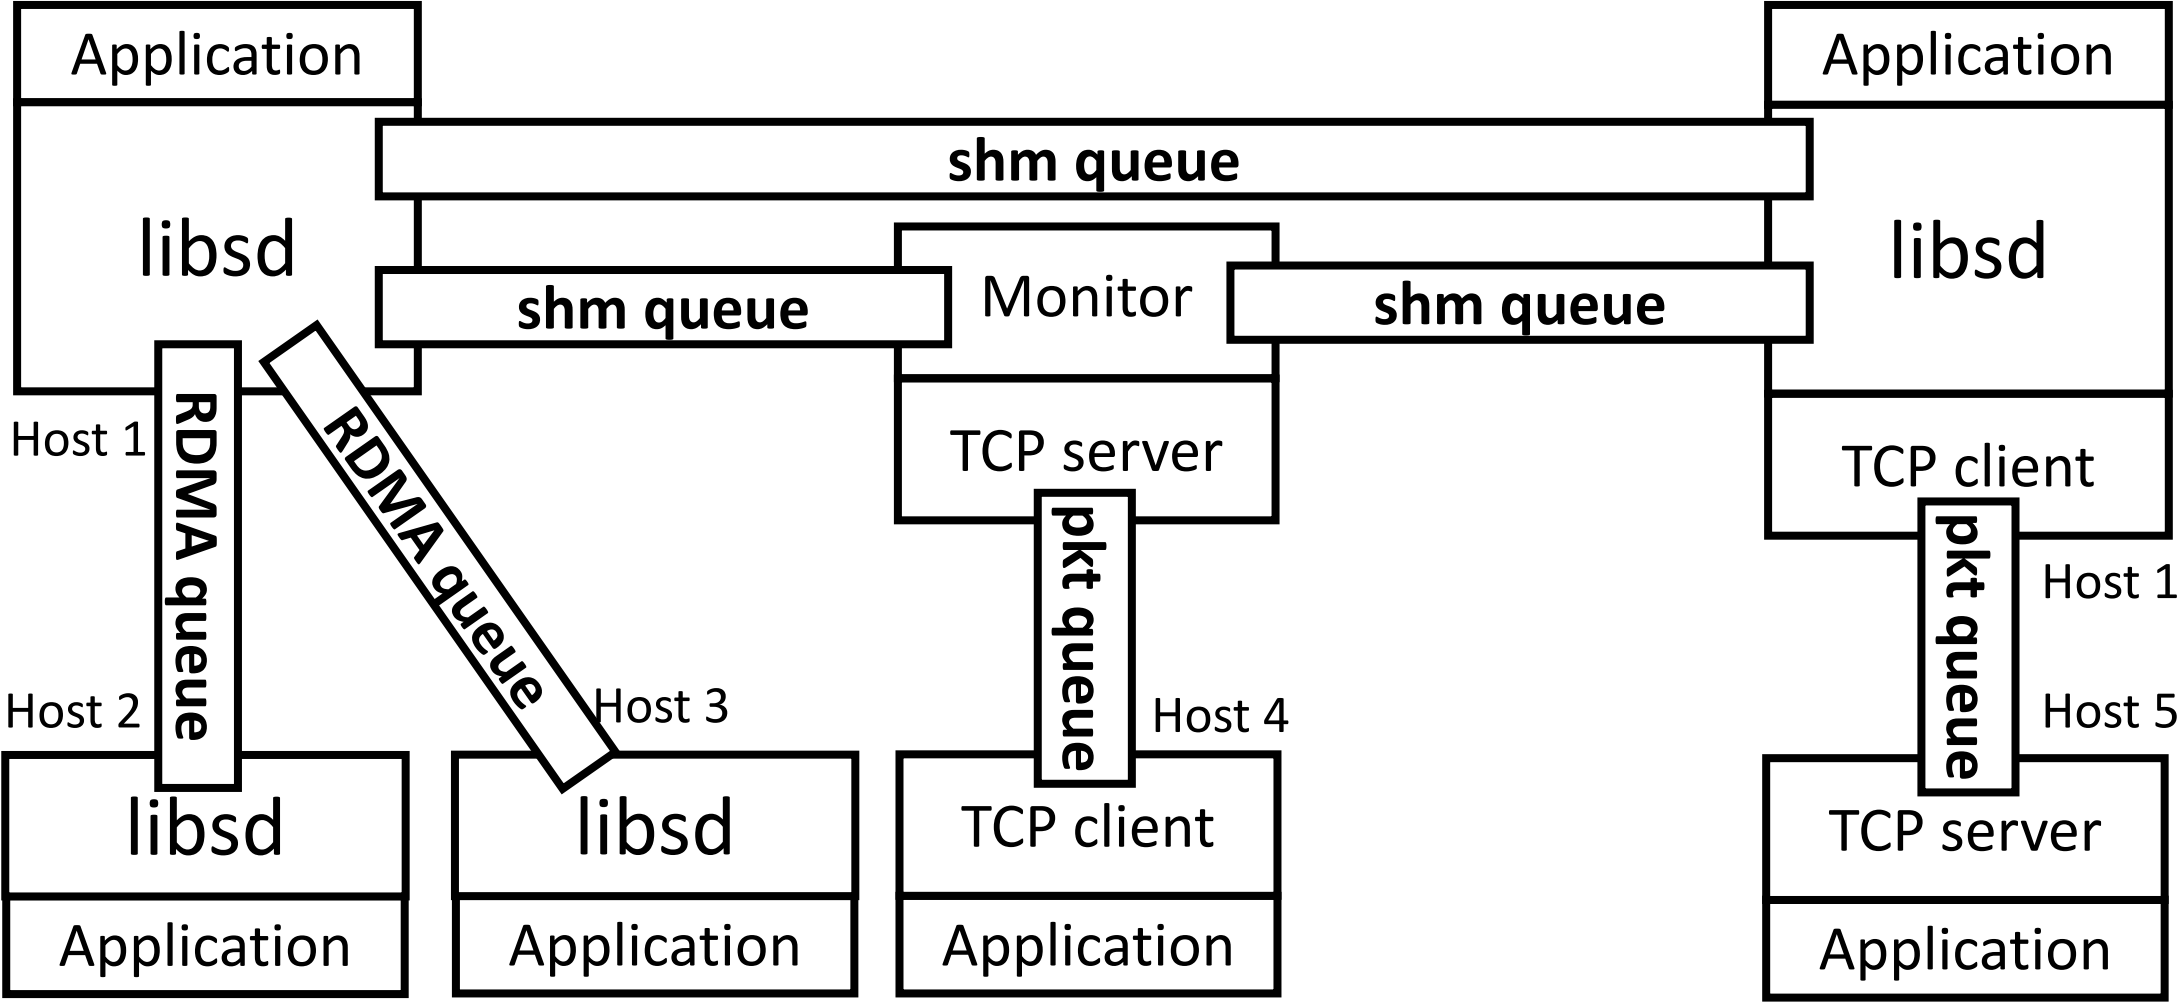 Application
Application
shm queue
libsd
libsd
shm queue
Monitor
shm queue
Host 1
RDMA queue
RDMA queue
TCP server
TCP client
pkt queue
pkt queue
Host 1
Host 2
Host 3
Host 4
Host 5
libsd
libsd
TCP client
TCP server
Application
Application
Application
Application